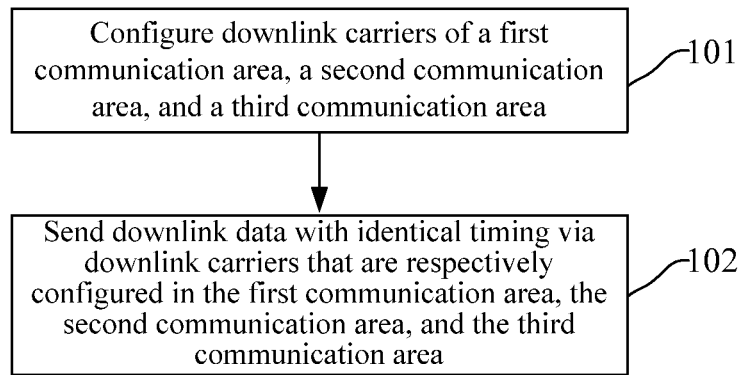 Configure downlink carriers of a first
communication area, a second communication
area, and a third communication area
101
Send downlink data with identical timing via
downlink carriers that are respectively
configured in the first communication area, the
second communication area, and the third
communication area
102